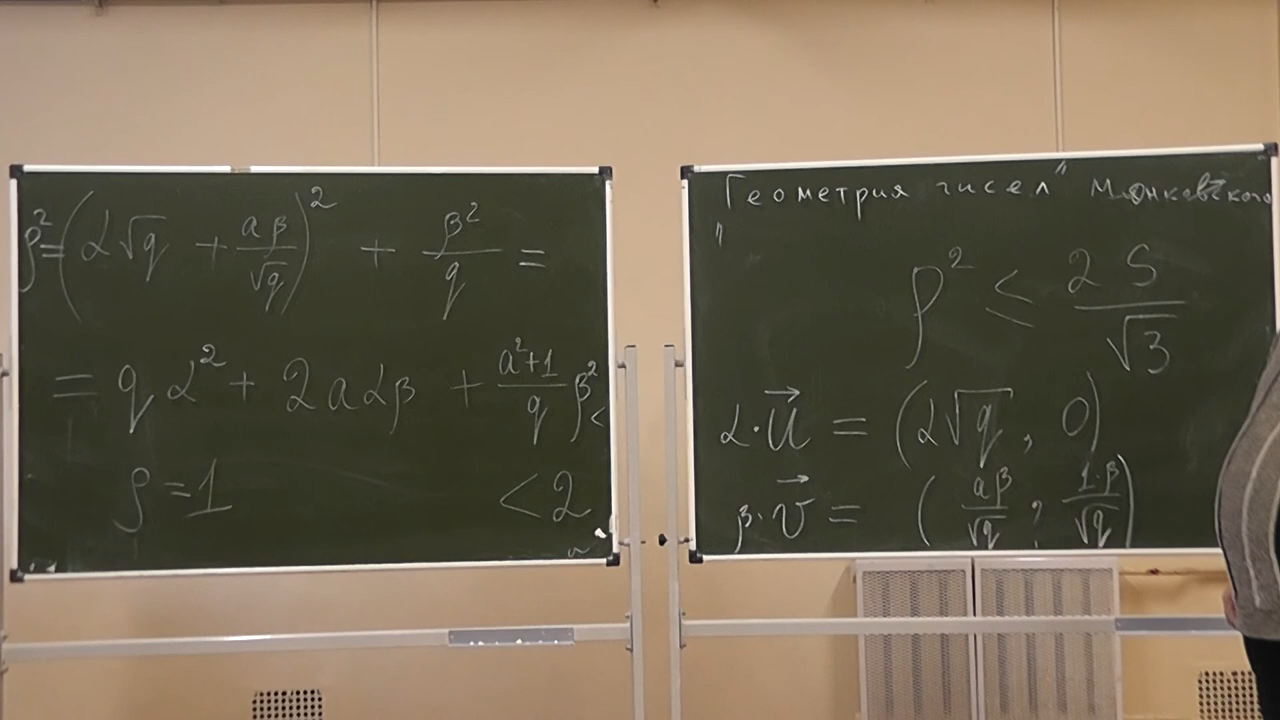 ρ² = (α√q + aβ/√q)² + β²/q =
= qα² + 2aαβ + (a²+1)/q β² <
ρ = 1 < 2
"Геометрия чисел" Минковского
ρ² ≤ 2S/√3
α·u⃗ = (α√q, 0)
β·v⃗ = (aβ/√q; 1·β/√q)